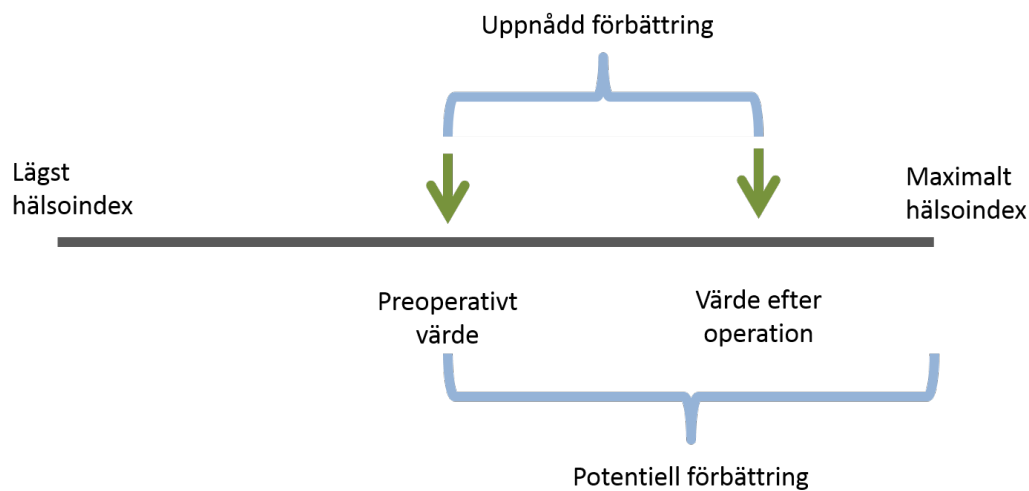 Uppnådd förbättring
Lägst
hälsoindex
Maximalt
hälsoindex
Preoperativt
värde
Värde efter
operation
Potentiell förbättring